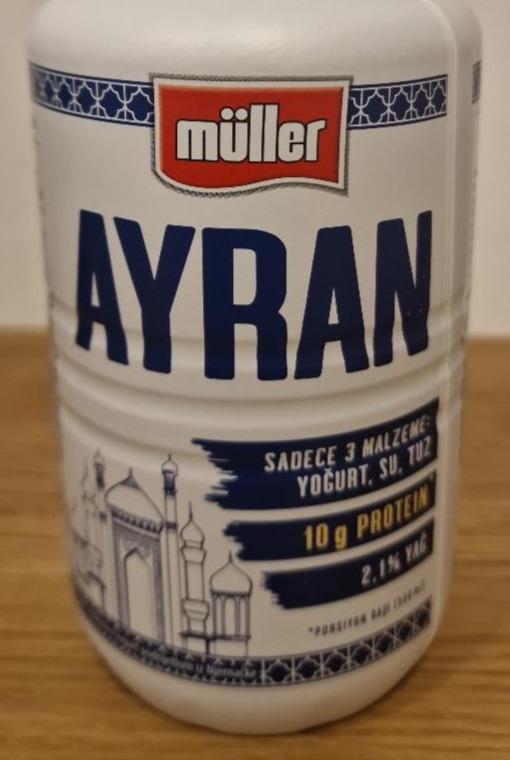 müller
AYRAN
SADECE 3 MALZEME:
YOĞURT, SU, TUZ
10 g PROTEIN*
2.1% YAĞ
*PORSİYON BAŞI